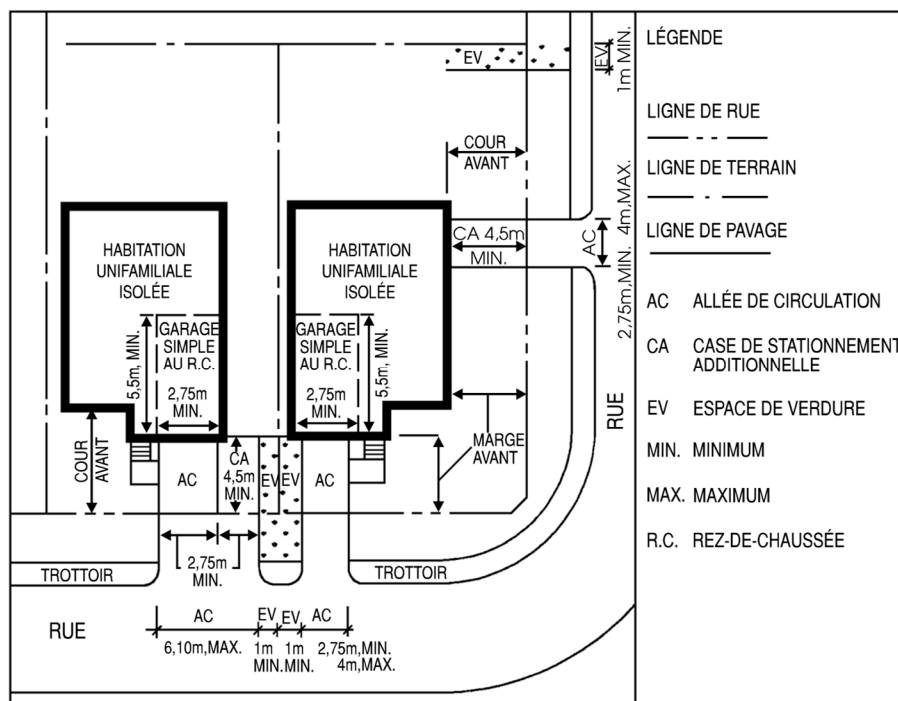 EV
EV
1m MIN.
LÉGENDE
LIGNE DE RUE
LIGNE DE TERRAIN
LIGNE DE PAVAGE
AC ALLÉE DE CIRCULATION
CA CASE DE STATIONNEMENT
ADDITIONNELLE
EV ESPACE DE VERDURE
MIN. MINIMUM
MAX. MAXIMUM
R.C. REZ-DE-CHAUSSÉE
COUR
AVANT
CA 4,5m
MIN.
AC
2,75m,MIN. 4m,MAX.
RUE
HABITATION
UNIFAMILIALE
ISOLÉE
GARAGE
SIMPLE
AU R.C.
5,5m, MIN.
2,75m
MIN.
HABITATION
UNIFAMILIALE
ISOLÉE
GARAGE
SIMPLE
AU R.C.
5,5m, MIN.
2,75m
MIN.
MARGE
AVANT
COUR
AVANT
AC
CA
4,5m
MIN.
EV
EV
AC
2,75m
MIN.
TROTTOIR
TROTTOIR
RUE
AC
6,10m,MAX.
EV
1m
MIN.
EV
1m
MIN.
AC
2,75m,MIN.
4m,MAX.